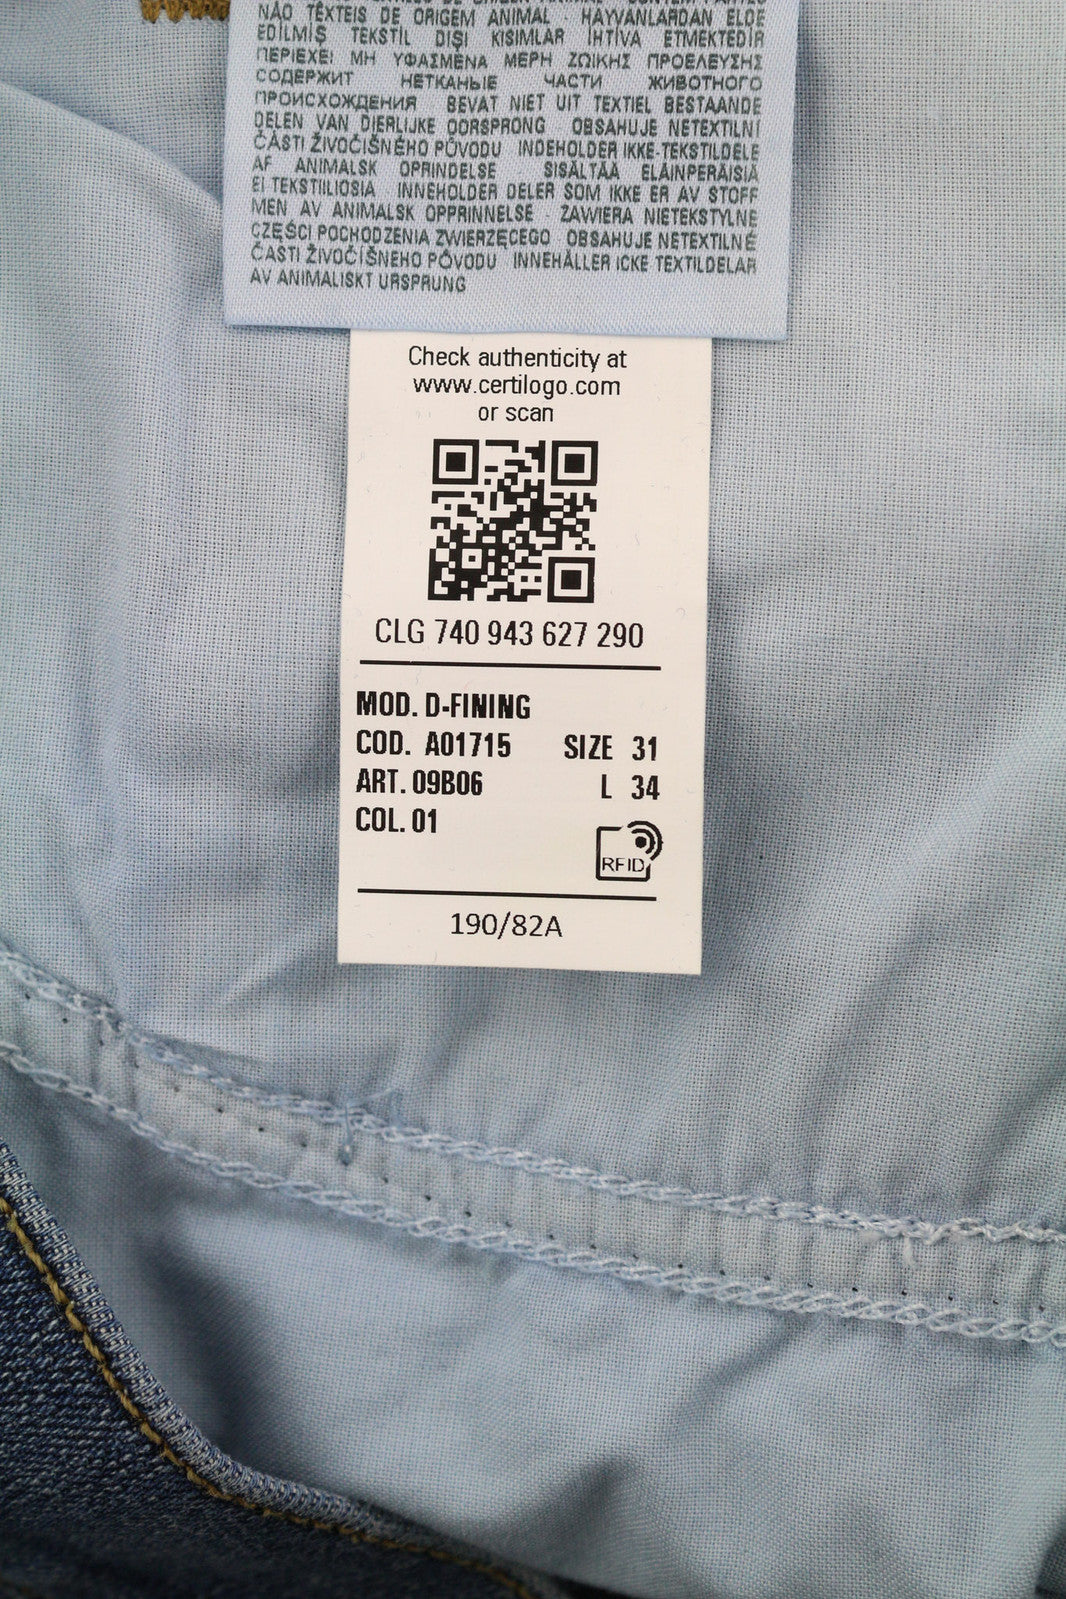 NÃO TÊXTEIS DE ORIGEM ANIMAL · HAYVANLARDAN ELDE
EDİLMİŞ TEKSTİL DIŞI KISIMLAR İHTİVA ETMEKTEDİR
ΠΕΡΙΕΧΕΙ ΜΗ ΥΦΑΣΜΕΝΑ ΜΕΡΗ ΖΩΙΚΗΣ ΠΡΟΕΛΕΥΣΗΣ
СОДЕРЖИТ НЕТКАНЫЕ ЧАСТИ ЖИВОТНОГО
ПРОИСХОЖДЕНИЯ · BEVAT NIET UIT TEXTIEL BESTAANDE
DELEN VAN DIERLIJKE OORSPRONG · OBSAHUJE NETEXTILNÍ
ČÁSTI ŽIVOČIŠNÉHO PŮVODU · INDEHOLDER IKKE-TEKSTILDELE
AF ANIMALSK OPRINDELSE · SISÄLTÄÄ ELÄINPERÄISIÄ
EI TEKSTIILIOSIA · INNEHOLDER DELER SOM IKKE ER AV STOFF
MEN AV ANIMALSK OPPRINNELSE · ZAWIERA NIETEKSTYLNE
CZĘŚCI POCHODZENIA ZWIERZĘCEGO · OBSAHUJE NETEXTILNÉ
ČASTI ŽIVOČÍŠNEHO PÔVODU · INNEHÅLLER ICKE TEXTILDELAR
AV ANIMALISKT URSPRUNG
Check authenticity at
www.certilogo.com
or scan
CLG 740 943 627 290
MOD. D-FINING
COD. A01715 SIZE 31
ART. 09B06 L 34
COL. 01
RFID
190/82A